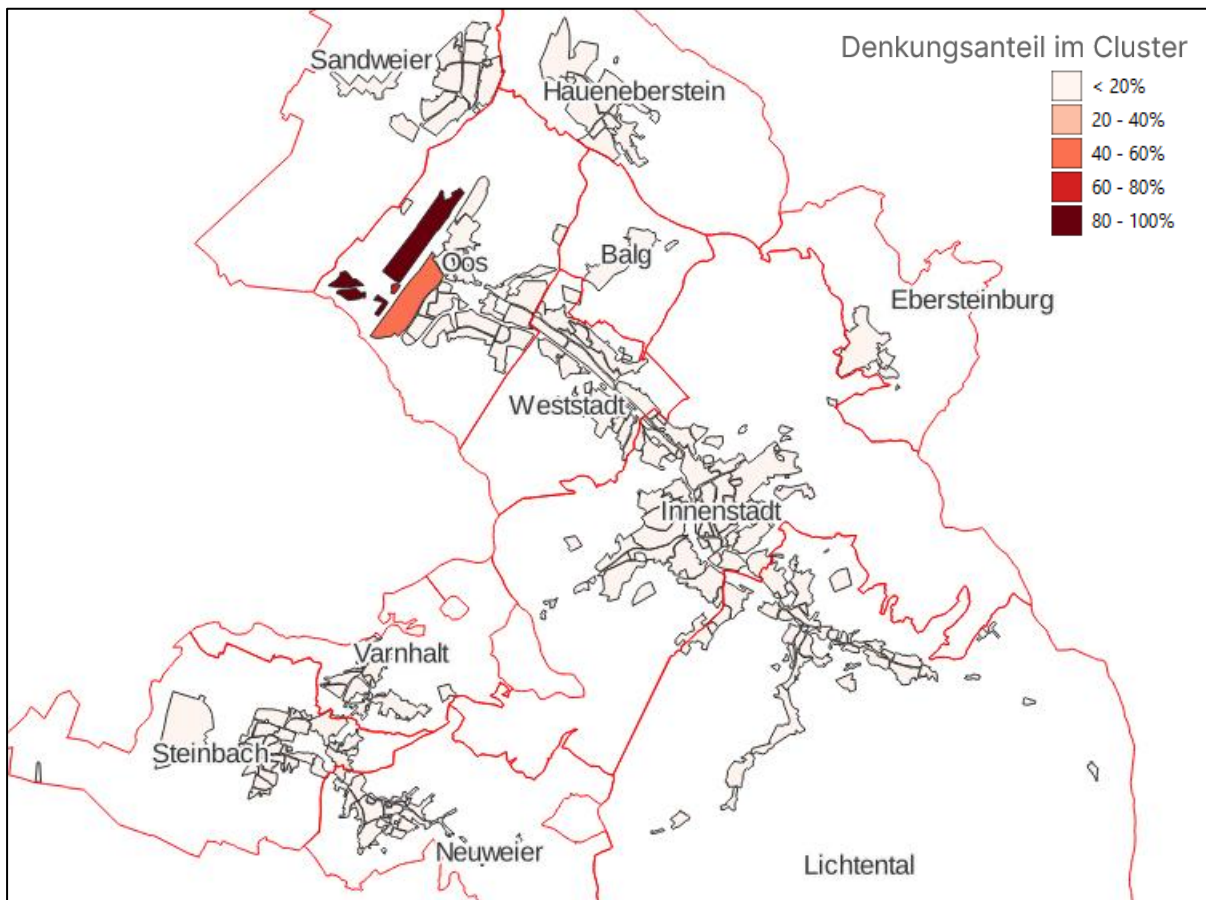 Denkungsanteil im Cluster
< 20%
20 - 40%
40 - 60%
60 - 80%
80 - 100%
Sandweier
Haueneberstein
Oos
Balg
Ebersteinburg
Weststadt
Innenstadt
Varnhalt
Steinbach
Neuweier
Lichtental